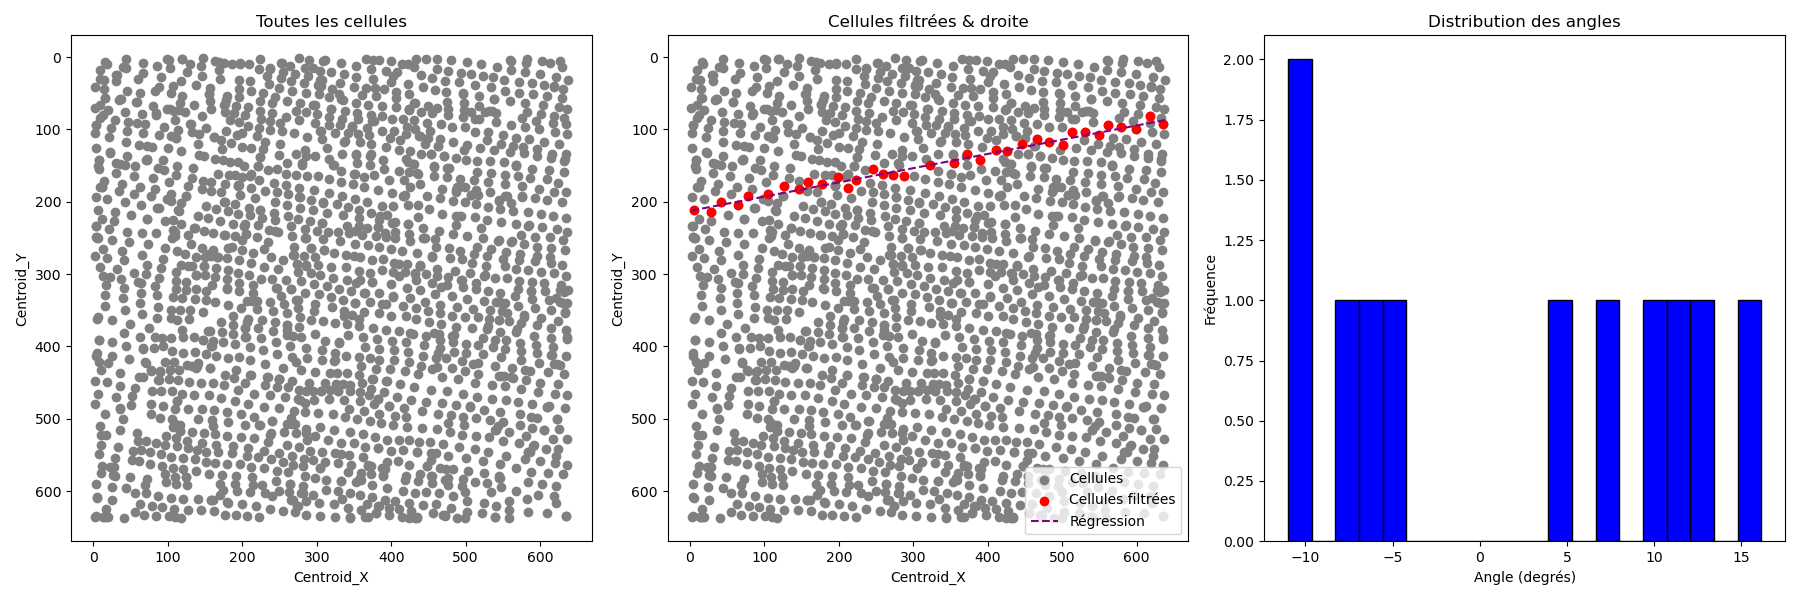 Toutes les cellules
0
100
200
300
400
500
600
Centroid_Y
0 100 200 300 400 500 600
Centroid_X
Cellules filtrées & droite
0
100
200
300
400
500
600
Centroid_Y
Cellules
Cellules filtrées
Régression
0 100 200 300 400 500 600
Centroid_X
Distribution des angles
2.00
1.75
1.50
1.25
1.00
0.75
0.50
0.25
0.00
Fréquence
−10 −5 0 5 10 15
Angle (degrés)